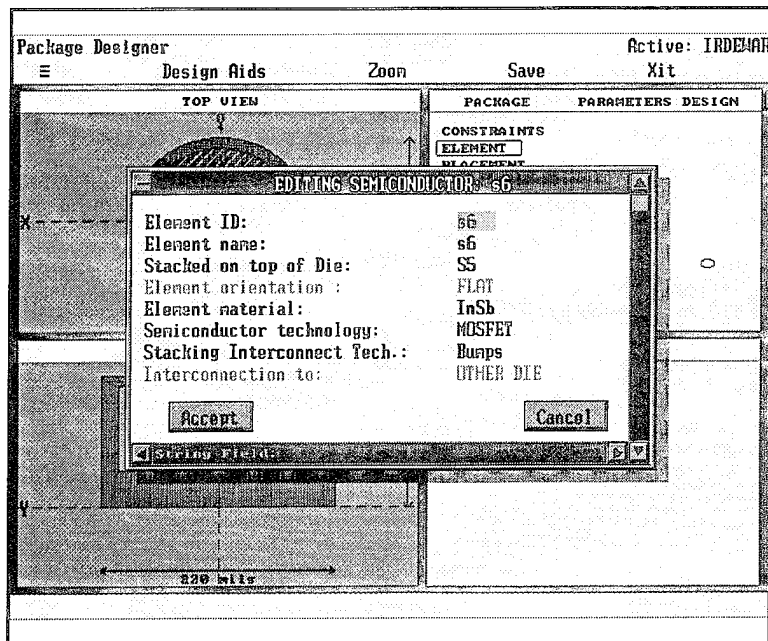 Package Designer Active: IRDEWAR
≡ Design Aids Zoom Save Xit
TOP VIEW
PACKAGE PARAMETERS DESIGN
CONSTRAINTS
ELEMENT
PLACEMENT
EDITING SEMICONDUCTOR: s6
X
Element ID: s6
Element name: s6
Stacked on top of Die: S5
Element orientation : FLAT
Element material: InSb
Semiconductor technology: MOSFET
Stacking Interconnect Tech.: Bumps
Interconnection to: OTHER DIE
Accept Cancel
String Field:
Y
220 mils